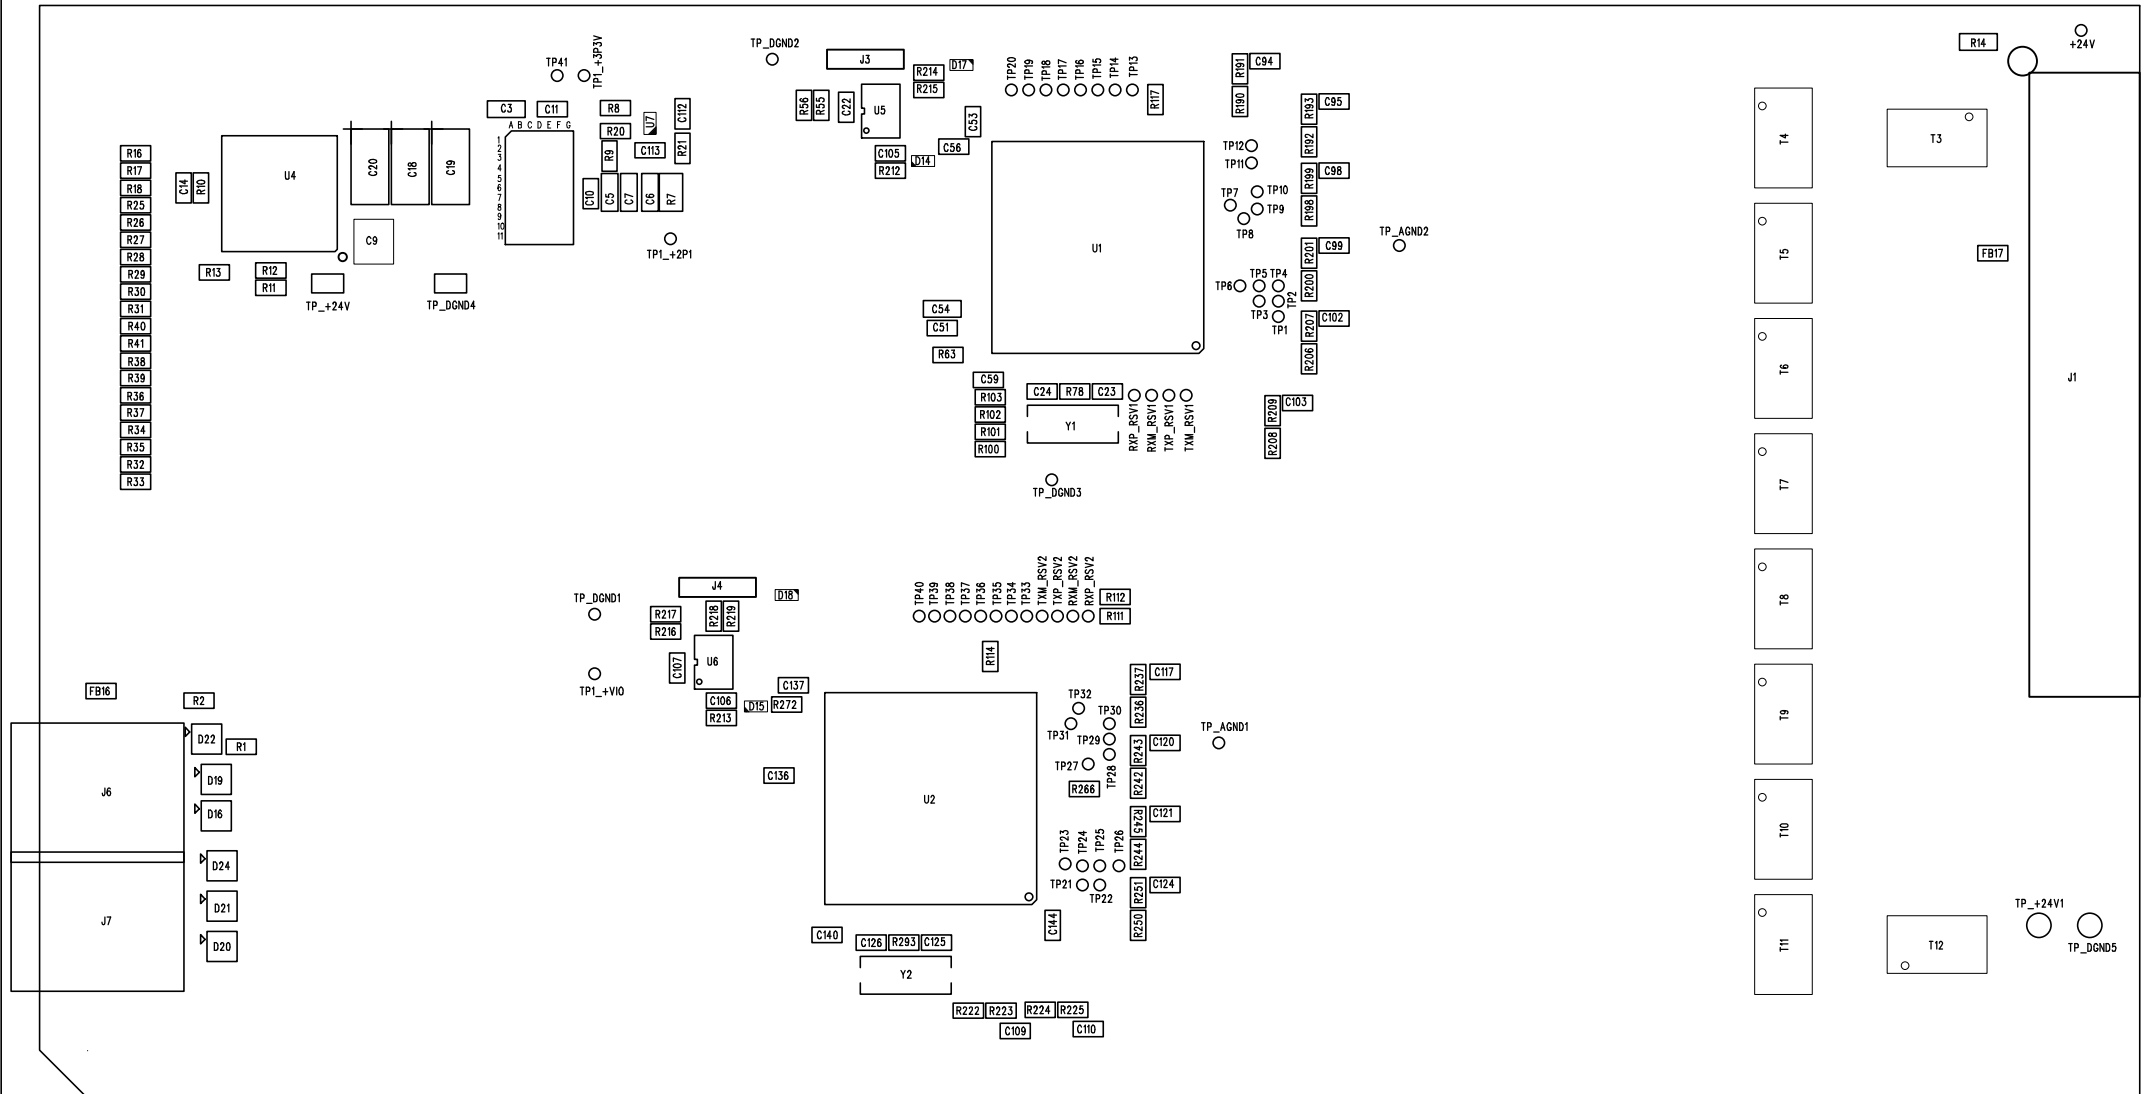 +24V
R14
TP_DGND2
J3
TP41
TP1_+3P3V
R214
D17
R215
TP20
TP19
TP18
TP17
TP16
TP15
TP14
TP13
R117
R191
C94
R190
C3
C11
R8
C112
U7
R20
R56
R55
C22
U5
C53
R193
C95
R192
A B C D E F G
1
2
3
4
5
6
7
8
9
10
11
R9
C113
R21
C105
D14
C56
R212
TP12
TP11
T4
T3
R16
R17
R18
R25
R26
R27
R28
R29
R30
R31
R40
R41
R38
R39
R36
R37
R34
R35
R32
R33
C14
R10
U4
C20
C18
C19
C9
C10
C5
C7
C6
R7
TP1_+2P1
R13
R12
R11
TP_+24V
TP_DGND4
U1
TP7
TP10
TP9
TP8
R199
C98
R198
TP_AGND2
R201
C99
R200
TP6
TP5
TP4
TP2
TP3
TP1
R207
C102
R206
T5
FB17
T6
J1
C54
C51
R63
C59
R103
R102
R101
R100
C24
R78
C23
Y1
RXP_RSV1
RXM_RSV1
TXP_RSV1
TXM_RSV1
R209
C103
R208
T7
TP_DGND3
TP_DGND1
J4
D18
R217
R216
R218
R219
TP40
TP39
TP38
TP37
TP36
TP35
TP34
TP33
TXM_RSV2
TXP_RSV2
RXM_RSV2
RXP_RSV2
R112
R111
T8
R114
C107
U6
TP1_+VIO
C137
C106
D15
R272
R213
R237
C117
R236
TP32
TP30
TP31
TP29
TP27
TP28
R266
R243
C120
R242
TP_AGND1
T9
FB16
R2
D22
R1
D19
J6
D16
C136
U2
R245
C121
R244
T10
TP23
TP24
TP25
TP26
TP21
TP22
R251
C124
R250
D24
D21
J7
D20
C140
C126
R293
C125
C144
Y2
T11
T12
TP_+24V1
TP_DGND5
R222
R223
R224
R225
C109
C110